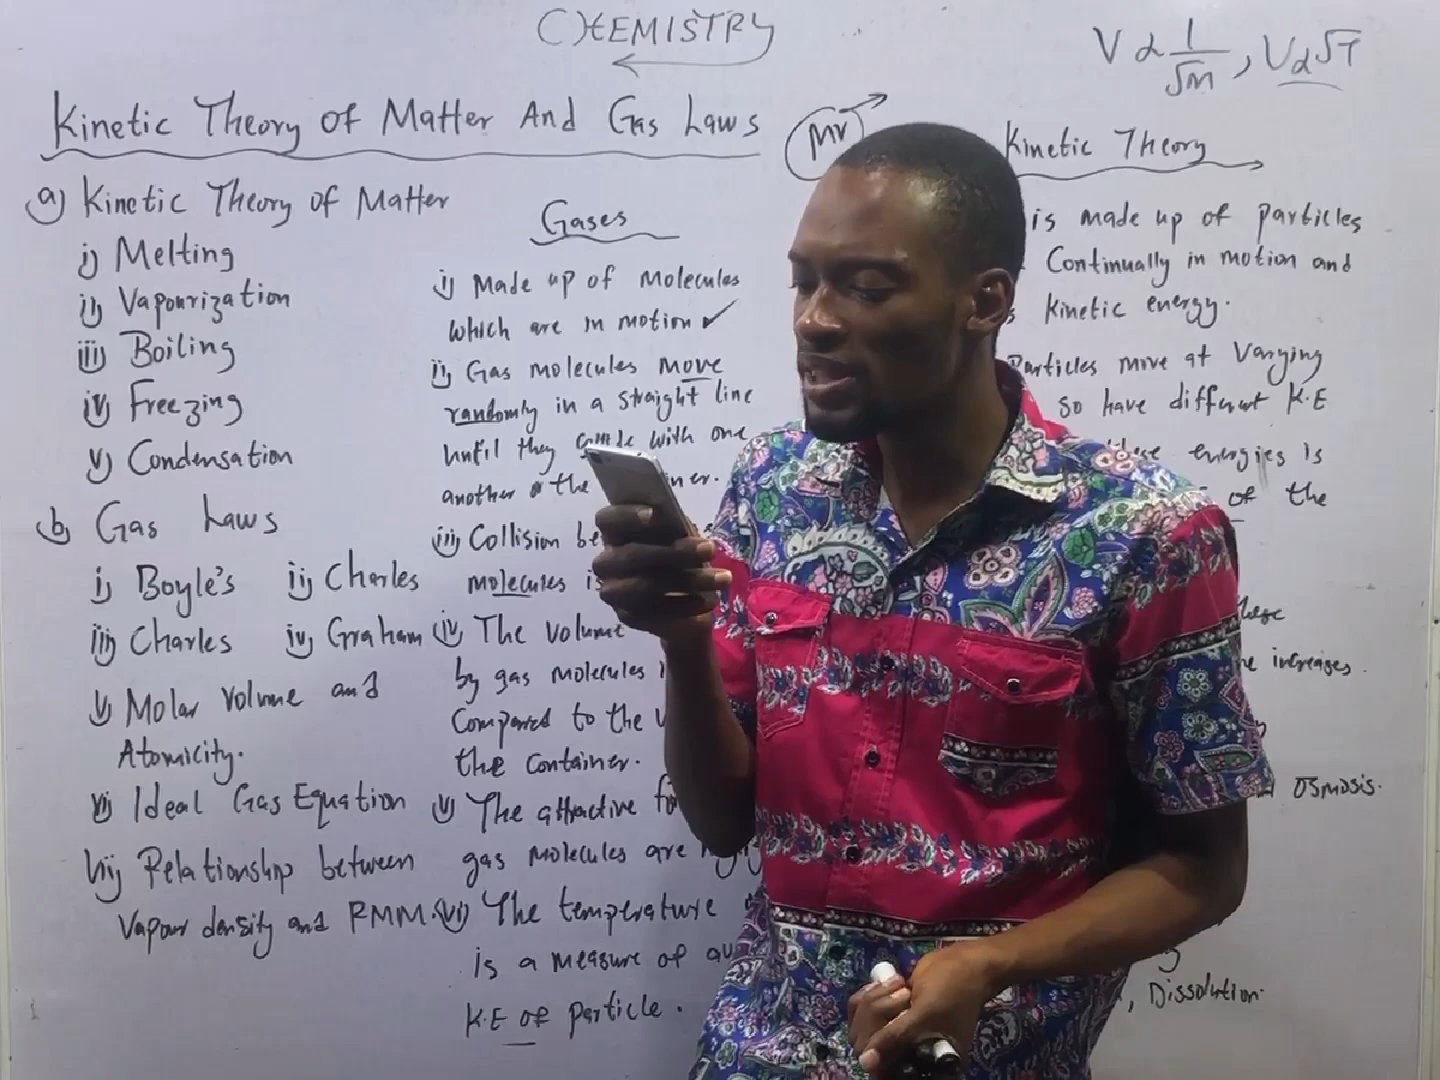 CHEMISTRY
V α 1/√m , V α √T
Kinetic Theory of Matter And Gas Laws
a) Kinetic Theory of Matter
i) Melting
ii) Vapourization
iii) Boiling
iv) Freezing
v) Condensation
b) Gas Laws
i) Boyle's ii) Charles
iii) Charles iv) Graham
v) Molar Volume and
Atomicity.
vi) Ideal Gas Equation
vii) Relationship between
Vapour density and RMM.
Gases
i) Made up of Molecules
which are in motion ✓
ii) Gas molecules move
randomly in a straight line
until they with one
another or the
iii) Collision
molecules
iv) The volume
by gas molecules
Compared to the
the Container.
v) The attractive
gas molecules are
vi) The temperature
is a measure of
K.E of particle.
Mr
Kinetic Theory
is made up of particles
Continually in motion and
kinetic energy.
Particles move at Varying
so have different K.E
energies is
of the
increases.
osmosis.
, Dissolution.